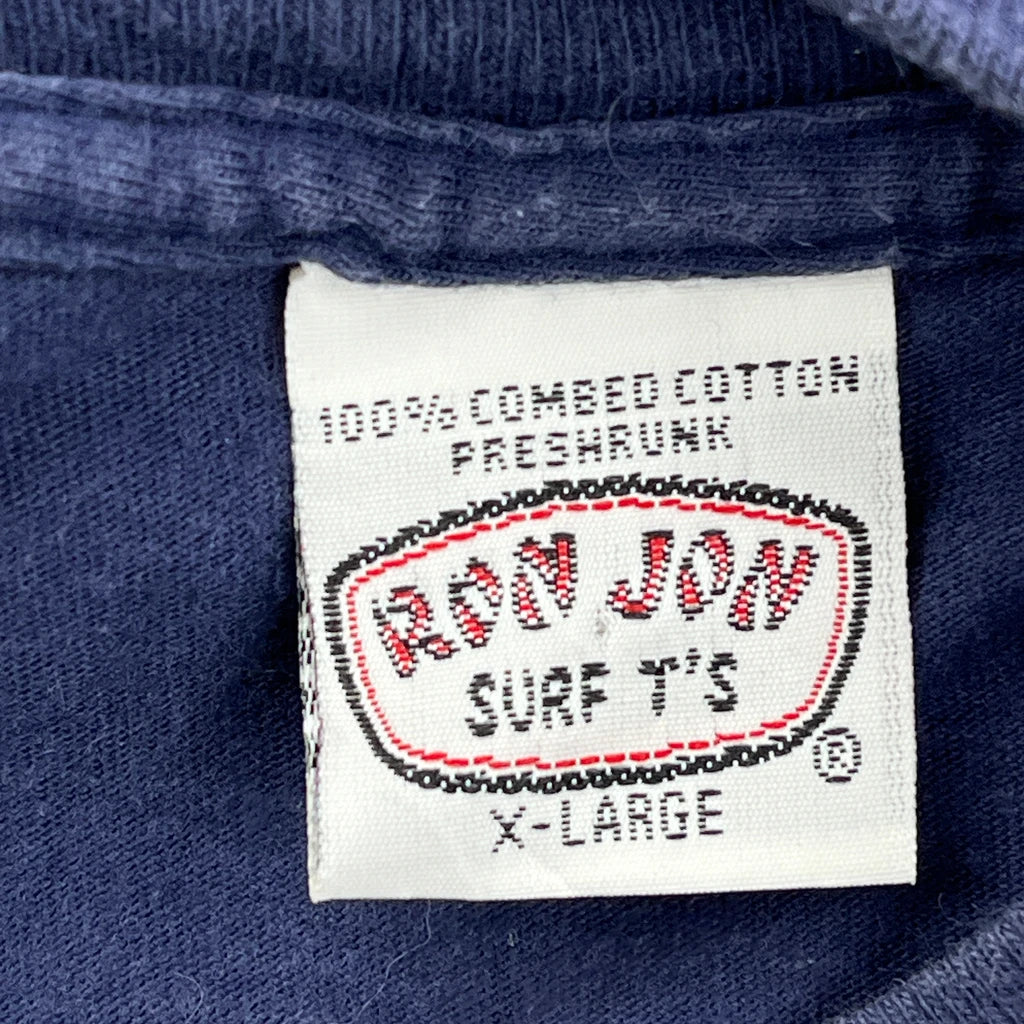 100% COMBED COTTON
PRESHRUNK
RON JON
SURF T'S
®
X-LARGE